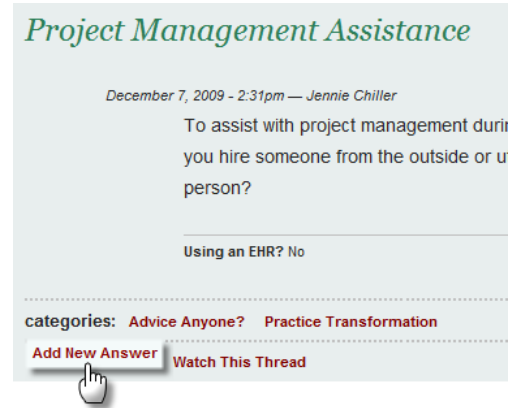 Project Management Assistance
December 7, 2009 - 2:31pm — Jennie Chiller
To assist with project management
you hire someone from the outside or
person?
Using an EHR? No
categories: Advice Anyone? Practice Transformation
Add New Answer Watch This Thread